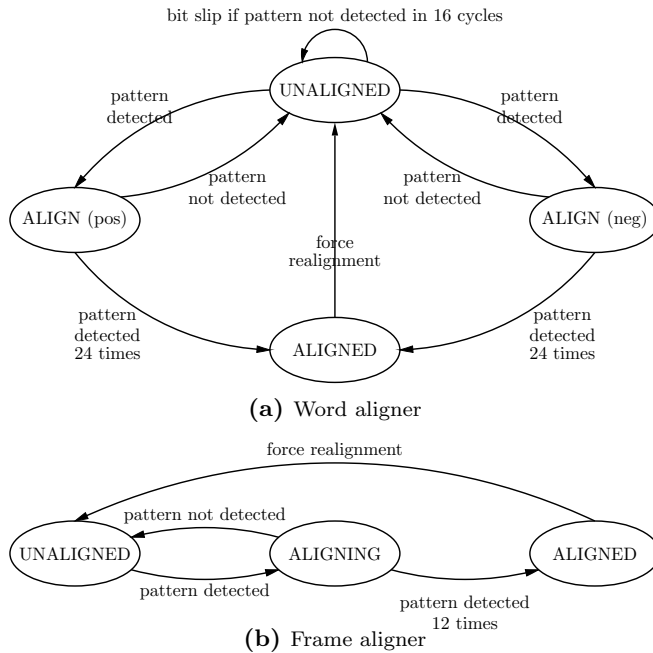 bit slip if pattern not detected in 16 cycles
UNALIGNED
pattern
detected
pattern
detected
pattern
not detected
pattern
not detected
ALIGN (pos)
ALIGN (neg)
force
realignment
pattern
detected
24 times
pattern
detected
24 times
ALIGNED
(a) Word aligner
force realignment
pattern not detected
UNALIGNED
ALIGNING
ALIGNED
pattern detected
pattern detected
12 times
(b) Frame aligner